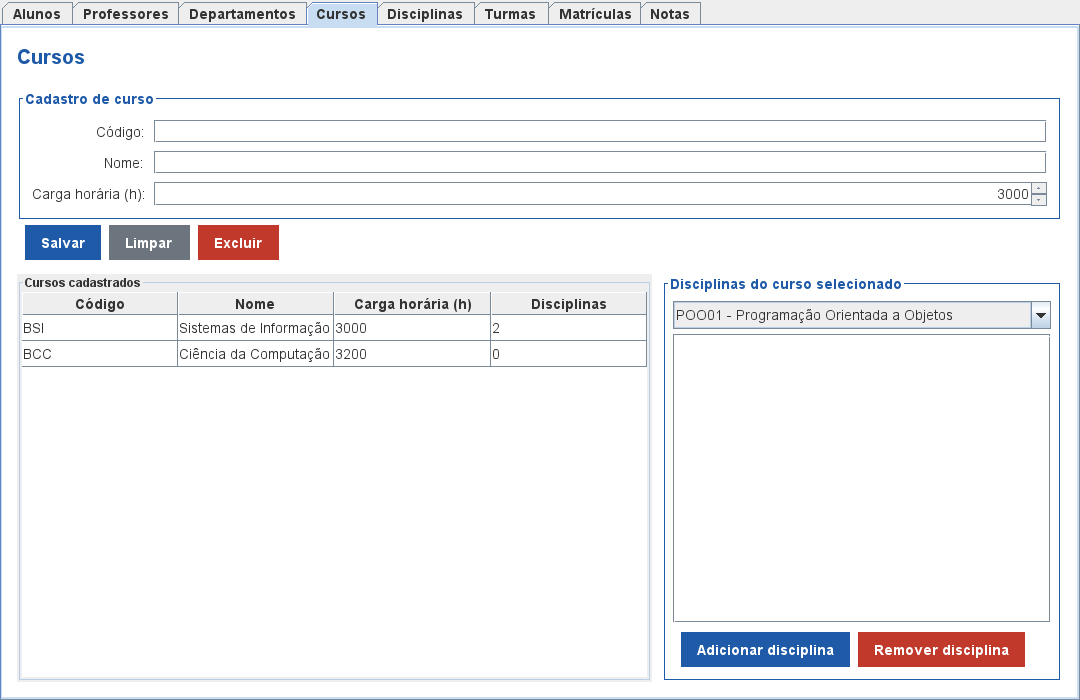 Alunos Professores Departamentos Cursos Disciplinas Turmas Matrículas Notas
Cursos
Cadastro de curso
Código:
Nome:
Carga horária (h): 3000
Salvar Limpar Excluir
Cursos cadastrados
Código Nome Carga horária (h) Disciplinas
BSI Sistemas de Informação 3000 2
BCC Ciência da Computação 3200 0
Disciplinas do curso selecionado
POO01 - Programação Orientada a Objetos
Adicionar disciplina Remover disciplina